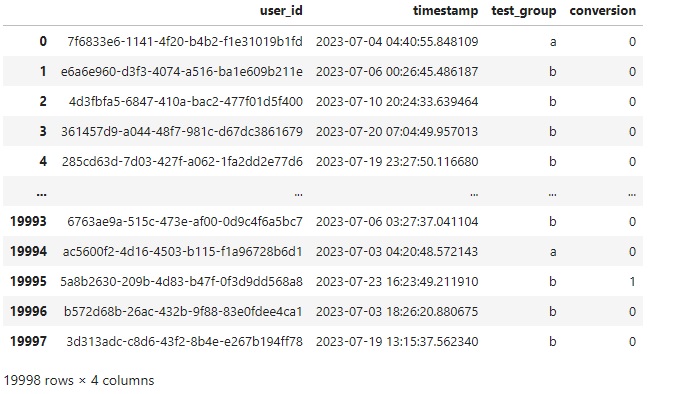 user_id timestamp test_group conversion
0 7f6833e6-1141-4f20-b4b2-f1e31019b1fd 2023-07-04 04:40:55.848109 a 0
1 e6a6e960-d3f3-4074-a516-ba1e609b211e 2023-07-06 00:26:45.486187 b 0
2 4d3fbfa5-6847-410a-bac2-477f01d5f400 2023-07-10 20:24:33.639464 b 0
3 361457d9-a044-48f7-981c-d67dc3861679 2023-07-20 07:04:49.957013 b 0
4 285cd63d-7d03-427f-a062-1fa2dd2e77d6 2023-07-19 23:27:50.116680 b 0
... ... ... ... ...
19993 6763ae9a-515c-473e-af00-0d9c4f6a5bc7 2023-07-06 03:27:37.041104 b 0
19994 ac5600f2-4d16-4503-b115-f1a96728b6d1 2023-07-03 04:20:48.572143 a 0
19995 5a8b2630-209b-4d83-b47f-0f3d9dd568a8 2023-07-23 16:23:49.211910 b 1
19996 b572d68b-26ac-432b-9f88-83e0fdee4ca1 2023-07-03 18:26:20.880675 b 0
19997 3d313adc-c8d6-43f2-8b4e-e267b194ff78 2023-07-19 13:15:37.562340 b 0
19998 rows × 4 columns